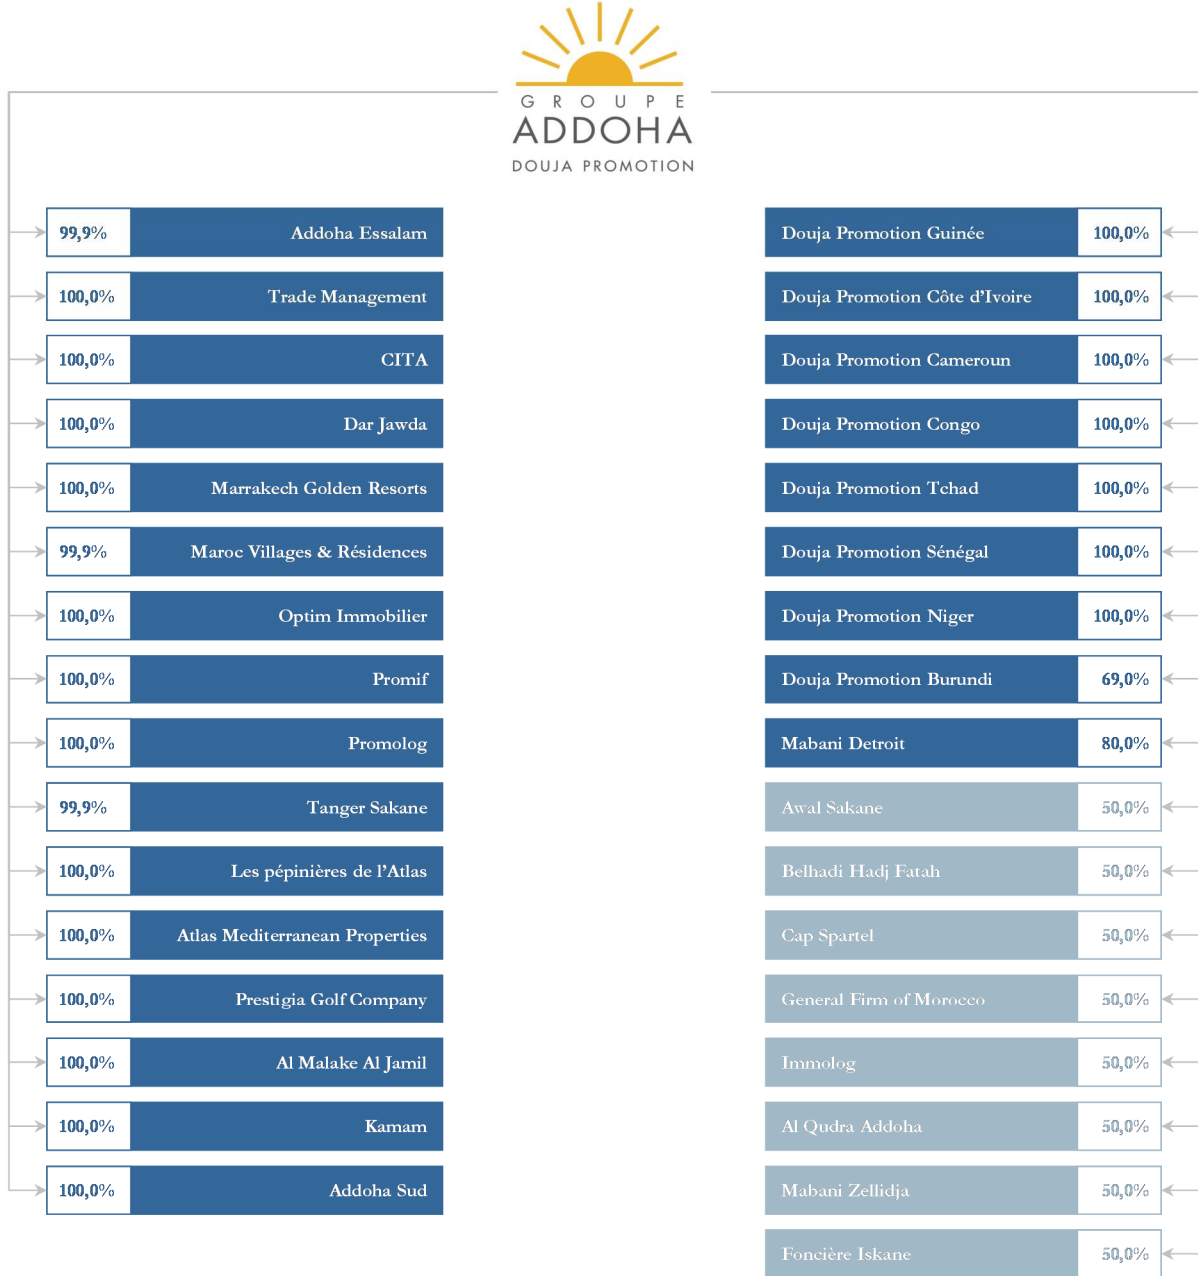 GROUPE
ADDOHA
DOUJA PROMOTION
99,9% Addoha Essalam
100,0% Trade Management
100,0% CITA
100,0% Dar Jawda
100,0% Marrakech Golden Resorts
99,9% Maroc Villages & Résidences
100,0% Optim Immobilier
100,0% Promif
100,0% Promolog
99,9% Tanger Sakane
100,0% Les pépinières de l’Atlas
100,0% Atlas Mediterranean Properties
100,0% Prestigia Golf Company
100,0% Al Malake Al Jamil
100,0% Kamam
100,0% Addoha Sud
Douja Promotion Guinée 100,0%
Douja Promotion Côte d’Ivoire 100,0%
Douja Promotion Cameroun 100,0%
Douja Promotion Congo 100,0%
Douja Promotion Tchad 100,0%
Douja Promotion Sénégal 100,0%
Douja Promotion Niger 100,0%
Douja Promotion Burundi 69,0%
Mabani Detroit 80,0%
Awal Sakane 50,0%
Belhadi Hadj Fatah 50,0%
Cap Spartel 50,0%
General Firm of Morocco 50,0%
Immolog 50,0%
Al Qudra Addoha 50,0%
Mabani Zellidja 50,0%
Foncière Iskane 50,0%